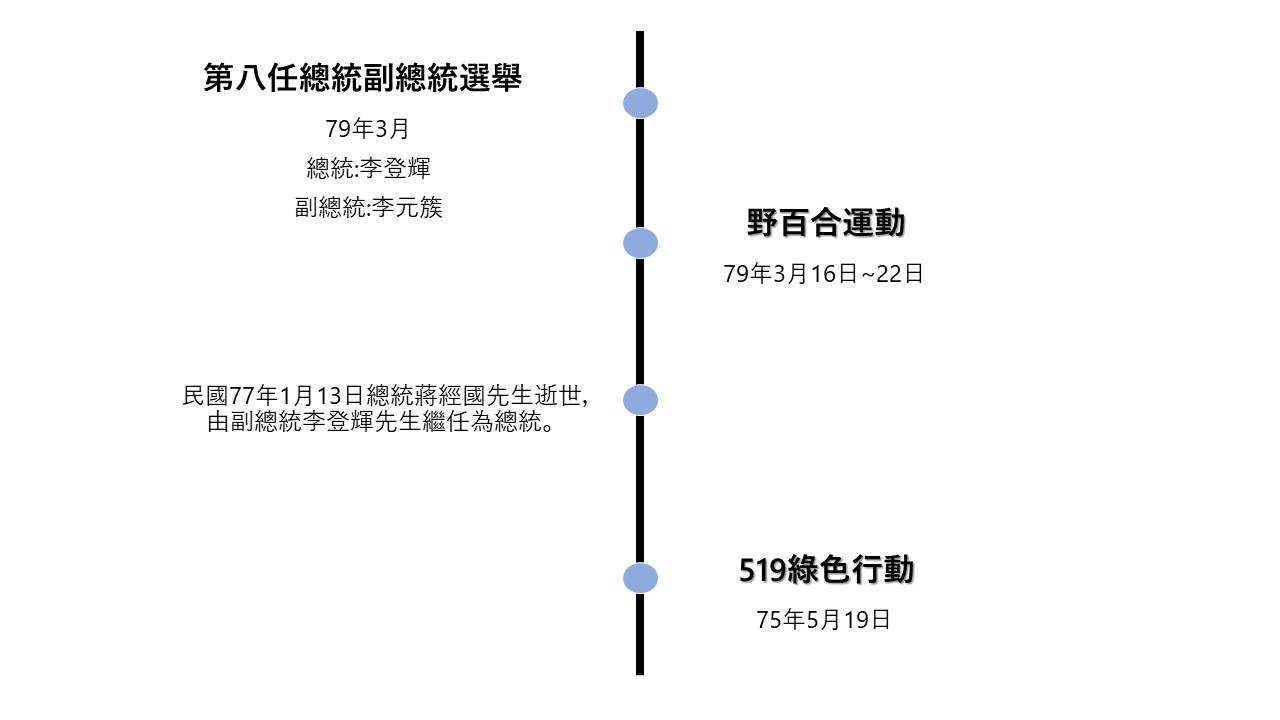 第八任總統副總統選舉
79年3月
總統:李登輝
副總統:李元簇
野百合運動
79年3月16日~22日
民國77年1月13日總統蔣經國先生逝世,
由副總統李登輝先生繼任為總統。
519綠色行動
75年5月19日